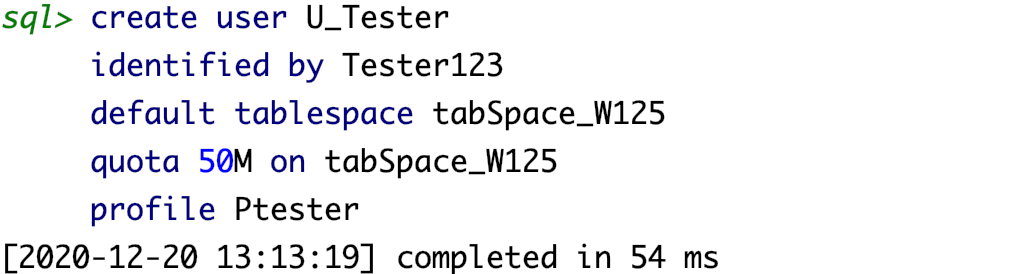 sql> create user U_Tester
identified by Tester123
default tablespace tabSpace_W125
quota 50M on tabSpace_W125
profile Ptester
[2020-12-20 13:13:19] completed in 54 ms